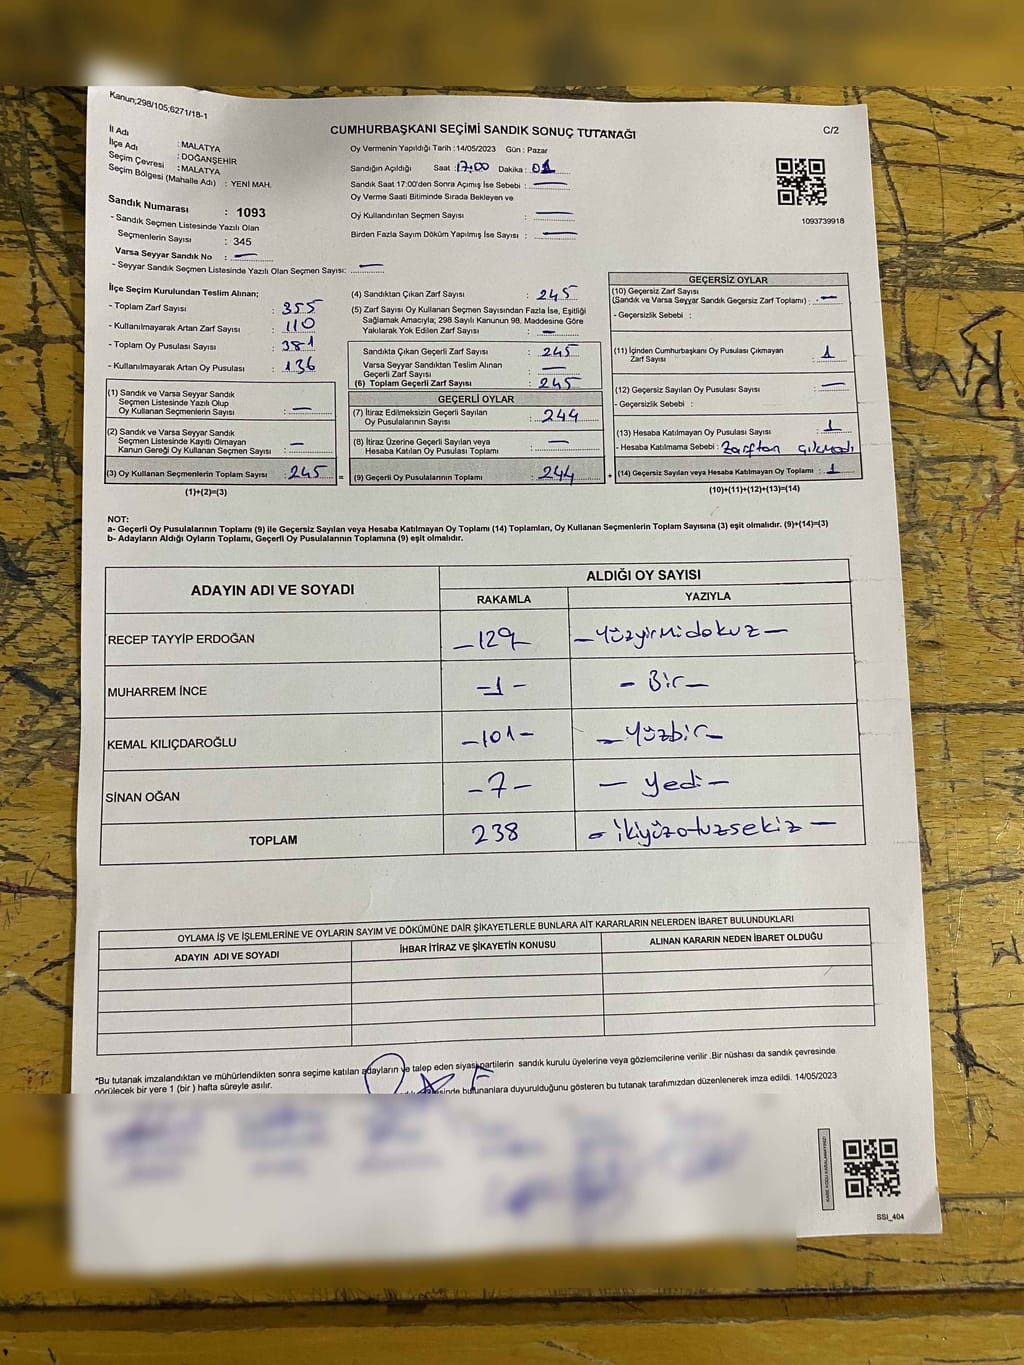 Kanun;298/105;6271/18-1
CUMHURBAŞKANI SEÇİMİ SANDIK SONUÇ TUTANAĞI
C/2
İl Adı : MALATYA
İlçe Adı : DOĞANŞEHİR
Seçim Çevresi : MALATYA
Seçim Bölgesi (Mahalle Adı) : YENİ MAH.
Sandık Numarası : 1093
- Sandık Seçmen Listesinde Yazılı Olan
Seçmenlerin Sayısı : 345
Varsa Seyyar Sandık No : —
- Seyyar Sandık Seçmen Listesinde Yazılı Olan Seçmen Sayısı: —
Oy Vermenin Yapıldığı Tarih :14/05/2023 Gün : Pazar
Sandığın Açıldığı Saat :17:00 Dakika : 01
Sandık Saat 17:00'den Sonra Açımış İse Sebebi : —
Oy Verme Saati Bitiminde Sırada Bekleyen ve
Oy Kullandırılan Seçmen Sayısı : —
Birden Fazla Sayım Döküm Yapılmış İse Sayısı : —
1093739918
İlçe Seçim Kurulundan Teslim Alınan;
- Toplam Zarf Sayısı : 355
- Kullanılmayarak Artan Zarf Sayısı : 110
- Toplam Oy Pusulası Sayısı : 381
- Kullanılmayarak Artan Oy Pusulası : 136
(1) Sandık ve Varsa Seyyar Sandık
Seçmen Listesinde Yazılı Olup
Oy Kullanan Seçmenlerin Sayısı : —
(2) Sandık ve Varsa Seyyar Sandık
Seçmen Listesinde Kayıtlı Olmayan
Kanun Gereği Oy Kullanan Seçmen Sayısı : —
(3) Oy Kullanan Seçmenlerin Toplam Sayısı : 245 =
(1)+(2)=(3)
(4) Sandıktan Çıkan Zarf Sayısı : 245
(5) Zarf Sayısı Oy Kullanan Seçmen Sayısından Fazla İse, Eşitliği
Sağlamak Amacıyla; 298 Sayılı Kanunun 98. Maddesine Göre
Yakılarak Yok Edilen Zarf Sayısı : —
Sandıkta Çıkan Geçerli Zarf Sayısı : 245
Varsa Seyyar Sandıktan Teslim Alınan
Geçerli Zarf Sayısı : —
(6) Toplam Geçerli Zarf Sayısı : 245
GEÇERLİ OYLAR
(7) İtiraz Edilmeksizin Geçerli Sayılan
Oy Pusulalarının Sayısı : 244
(8) İtiraz Üzerine Geçerli Sayılan veya
Hesaba Katılan Oy Pusulası Toplamı : —
(9) Geçerli Oy Pusulalarının Toplamı : 244 +
GEÇERSİZ OYLAR
(10) Geçersiz Zarf Sayısı
(Sandık ve Varsa Seyyar Sandık Geçersiz Zarf Toplamı) : —
- Geçersizlik Sebebi :
(11) İçinden Cumhurbaşkanı Oy Pusulası Çıkmayan
Zarf Sayısı : 1
(12) Geçersiz Sayılan Oy Pusulası Sayısı : —
- Geçersizlik Sebebi :
(13) Hesaba Katılmayan Oy Pusulası Sayısı : 1
- Hesaba Katılmama Sebebi : Zarftan çıkmadı
(14) Geçersiz Sayılan veya Hesaba Katılmayan Oy Toplamı : 1
(10)+(11)+(12)+(13)=(14)
NOT:
a- Geçerli Oy Pusulalarının Toplamı (9) ile Geçersiz Sayılan veya Hesaba Katılmayan Oy Toplamı (14) Toplamları, Oy Kullanan Seçmenlerin Toplam Sayısına (3) eşit olmalıdır. (9)+(14)=(3)
b- Adayların Aldığı Oyların Toplamı, Geçerli Oy Pusulalarının Toplamına (9) eşit olmalıdır.
ADAYIN ADI VE SOYADI
ALDIĞI OY SAYISI
RAKAMLA YAZIYLA
RECEP TAYYİP ERDOĞAN —129— —Yüzyirmidokuz—
MUHARREM İNCE —1— —Bir—
KEMAL KILIÇDAROĞLU —101— —Yüzbir—
SİNAN OĞAN —7— —Yedi—
TOPLAM 238 —ikiyüzotuzsekiz—
OYLAMA İŞ VE İŞLEMLERİNE VE OYLARIN SAYIM VE DÖKÜMÜNE DAİR ŞİKAYETLERLE BUNLARA AİT KARARLARIN NELERDEN İBARET BULUNDUKLARI
ADAYIN ADI VE SOYADI İHBAR İTİRAZ VE ŞİKAYETİN KONUSU ALINAN KARARIN NEDEN İBARET OLDUĞU
*Bu tutanak imzalandıktan ve mühürlendikten sonra seçime katılan adayların ve talep eden siyasi partilerin sandık kurulu üyelerine veya gözlemcilerine verilir .Bir nüshası da sandık çevresinde
görülecek bir yere 1 (bir ) hafta süreyle asılır.
bulunanlara duyurulduğunu gösteren bu tutanak tarafımızdan düzenlenerek imza edildi. 14/05/2023
SSI_404